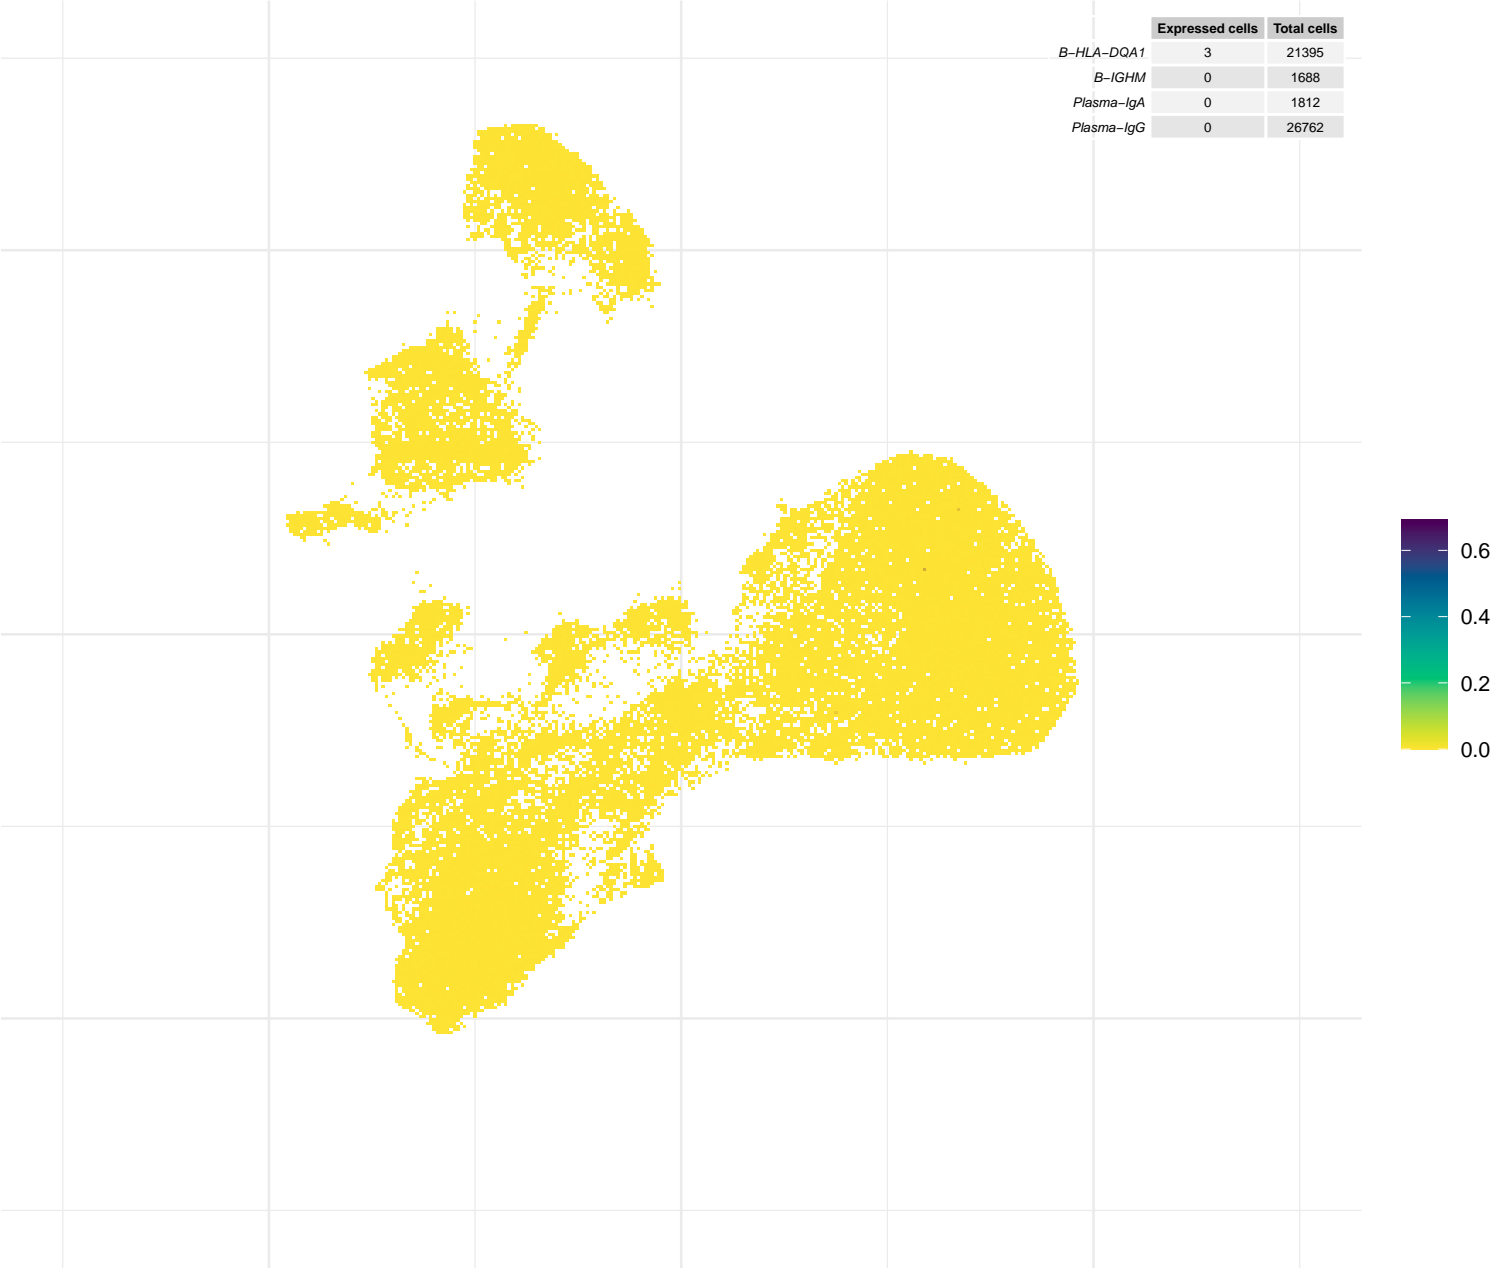 Expressed cells Total cells
B−HLA−DQA1 3 21395
B−IGHM 0 1688
Plasma−IgA 0 1812
Plasma−IgG 0 26762
0.6
0.4
0.2
0.0